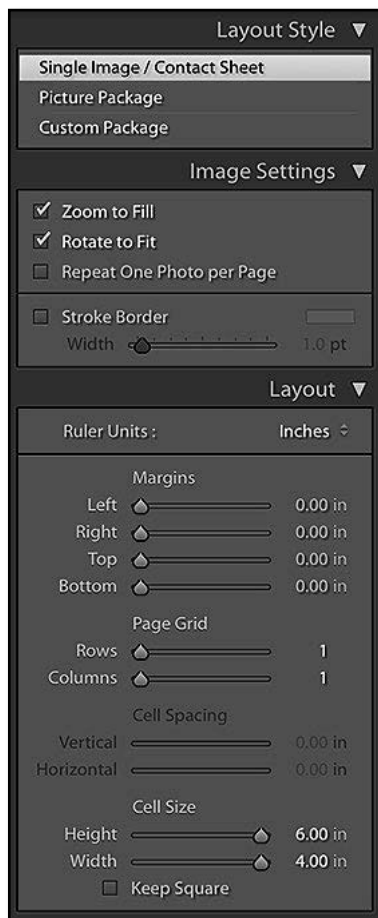 Layout Style
Single Image / Contact Sheet
Picture Package
Custom Package
Image Settings
Zoom to Fill
Rotate to Fit
Repeat One Photo per Page
Stroke Border
Width 1.0 pt
Layout
Ruler Units : Inches
Margins
Left 0.00 in
Right 0.00 in
Top 0.00 in
Bottom 0.00 in
Page Grid
Rows 1
Columns 1
Cell Spacing
Vertical 0.00 in
Horizontal 0.00 in
Cell Size
Height 6.00 in
Width 4.00 in
Keep Square